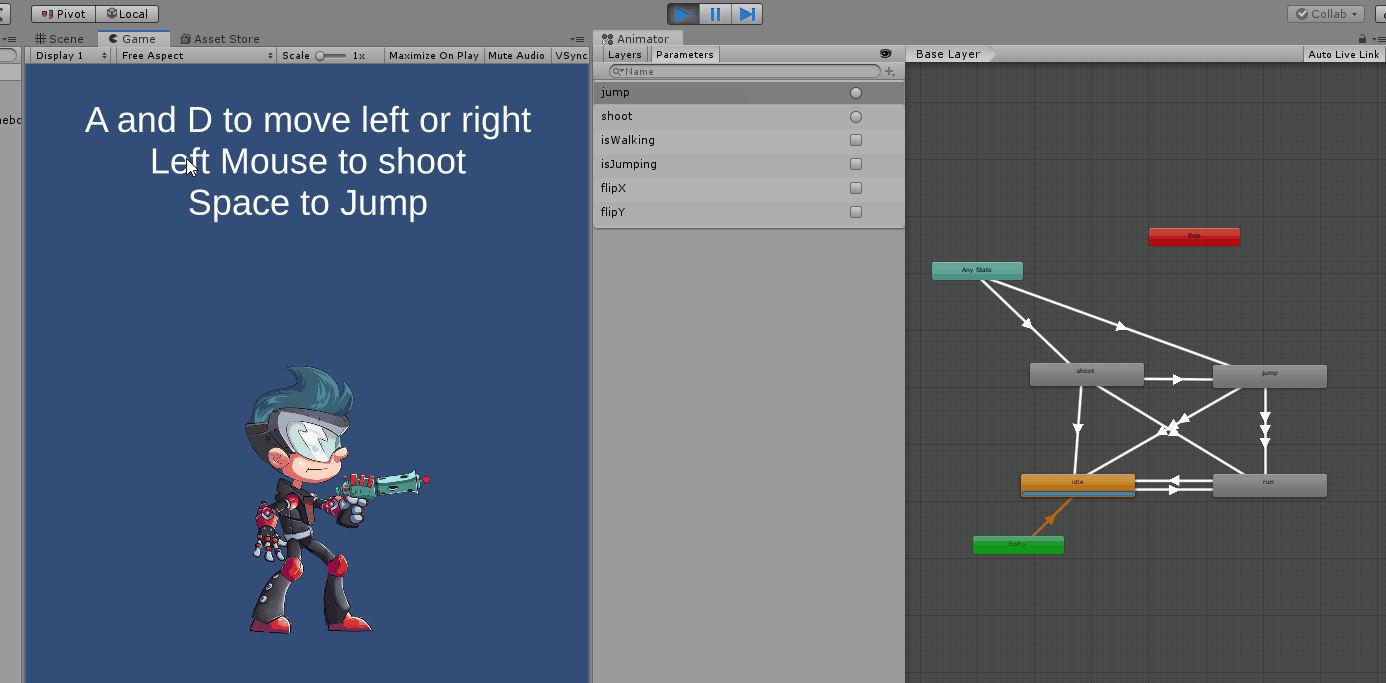 Pivot Local Collab
Scene Game Asset Store Animator
Display 1 Free Aspect Scale 1x Maximize On Play Mute Audio VSync
Layers Parameters Base Layer Auto Live Link
Name
A and D to move left or right
Left Mouse to shoot
Space to Jump
jump
shoot
isWalking
isJumping
flipX
flipY
Exit
Any State
shoot jump
idle run
Entry